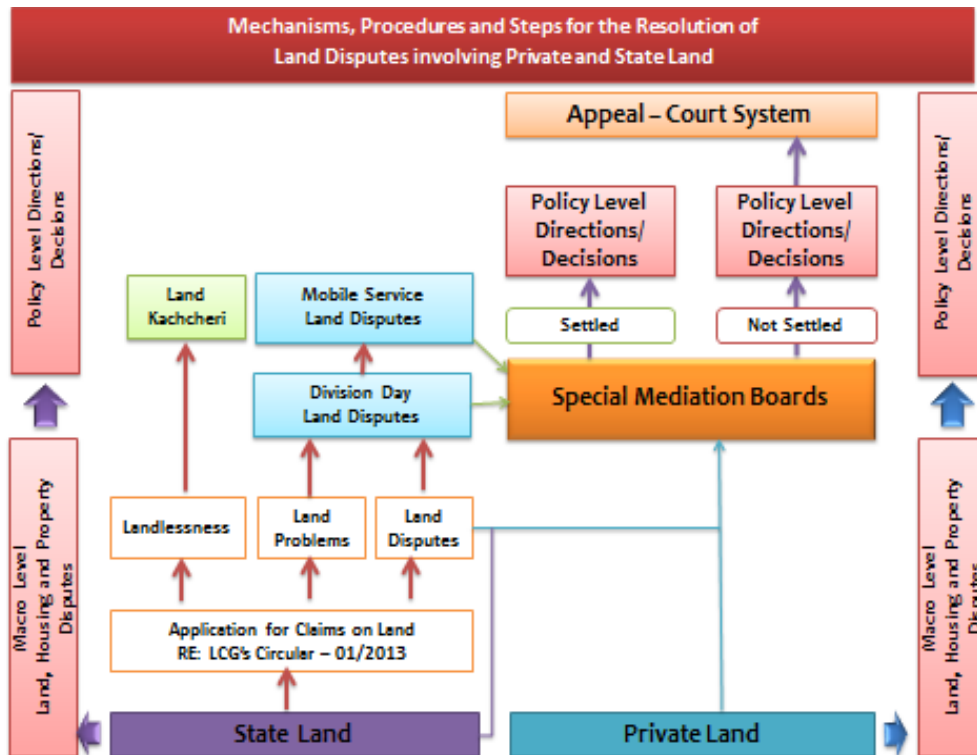 Mechanisms, Procedures and Steps for the Resolution of
Land Disputes involving Private and State Land
Policy Level Directions/
Decisions
Appeal – Court System
Policy Level Directions/
Decisions
Policy Level
Directions/
Decisions
Policy Level
Directions/
Decisions
Land
Kachcheri
Mobile Service
Land Disputes
Settled
Not Settled
Division Day
Land Disputes
Special Mediation Boards
Macro Level
Land, Housing and Property
Disputes
Landlessness
Land
Problems
Land
Disputes
Macro Level
Land, Housing and Property
Disputes
Application for Claims on Land
RE: LCG's Circular – 01/2013
State Land
Private Land